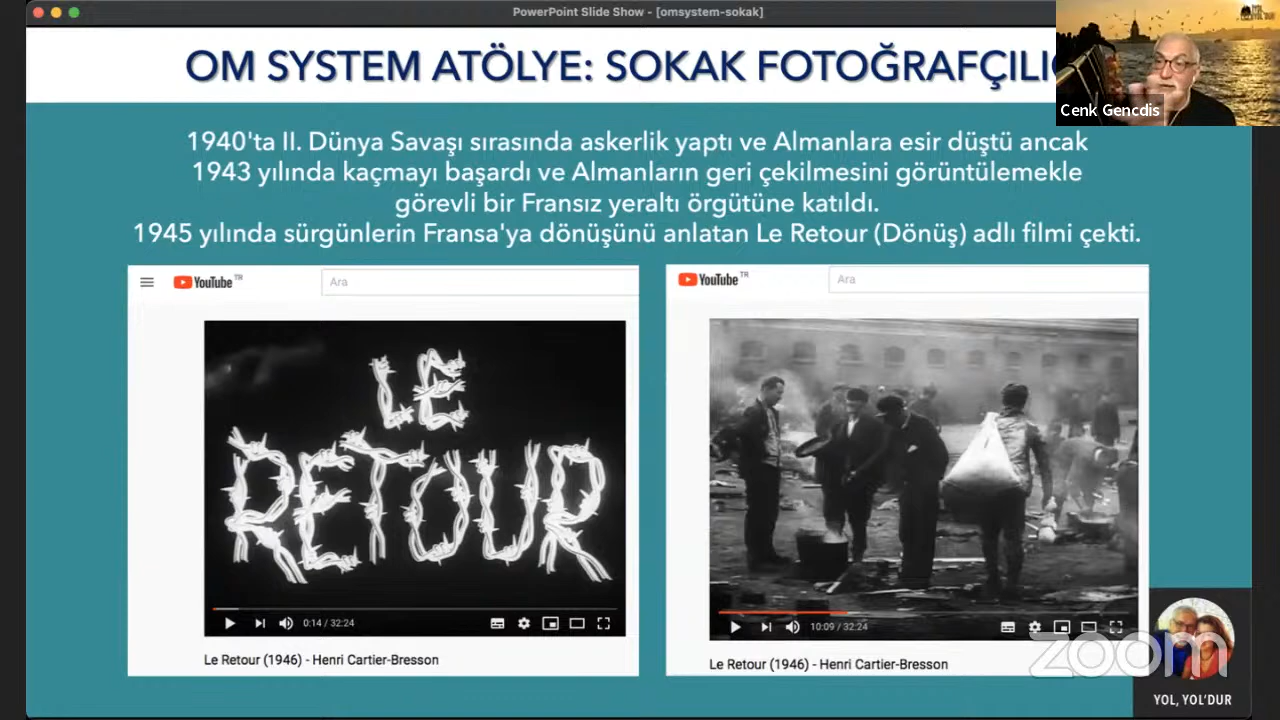 PowerPoint Slide Show - [omsystem-sokak]
OM SYSTEM ATÖLYE: SOKAK FOTOĞRAFÇILIĞ
Cenk Gencdis
1940'ta II. Dünya Savaşı sırasında askerlik yaptı ve Almanlara esir düştü ancak
1943 yılında kaçmayı başardı ve Almanların geri çekilmesini görüntülemekle
görevli bir Fransız yeraltı örgütüne katıldı.
1945 yılında sürgünlerin Fransa'ya dönüşünü anlatan Le Retour (Dönüş) adlı filmi çekti.
YouTube TR
Ara
LE
RETOUR
0:14 / 32:24
Le Retour (1946) - Henri Cartier-Bresson
YouTube TR
Ara
10:09 / 32:24
Le Retour (1946) - Henri Cartier-Bresson
zoom
YOL, YOL'DUR